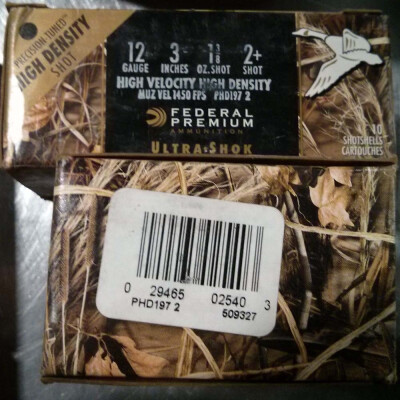 PRECISION TUNED™
HIGH DENSITY
SHOT
12 3 1 1/8 2+
GAUGE INCHES OZ. SHOT SHOT
HIGH VELOCITY HIGH DENSITY
MUZ VEL 1450 FPS PHD197 2
FEDERAL
PREMIUM
AMMUNITION
ULTRA·SHOK
10
SHOTSHELLS
CARTOUCHES
0 29465 02540 3
PHD197 2 509327